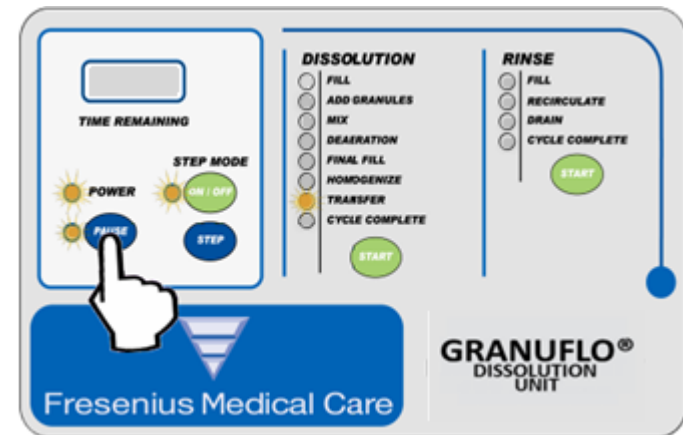 TIME REMAINING
STEP MODE
POWER
ON / OFF
PAUSE
STEP
DISSOLUTION
FILL
ADD GRANULES
MIX
DEAERATION
FINAL FILL
HOMOGENIZE
TRANSFER
CYCLE COMPLETE
START
RINSE
FILL
RECIRCULATE
DRAIN
CYCLE COMPLETE
START
Fresenius Medical Care
GRANUFLO®
DISSOLUTION
UNIT